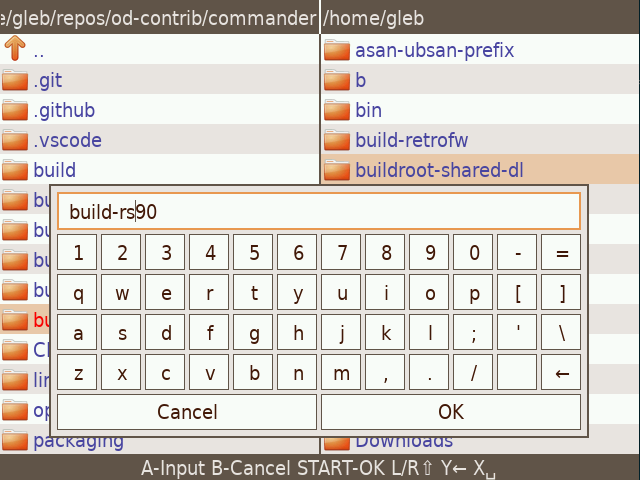 e/gleb/repos/od-contrib/commander
/home/gleb
..
.git
.github
.vscode
build
bu
bu
bu
bu
bu
op
packaging
asan-ubsan-prefix
b
bin
build-retrofw
buildroot-shared-dl
Downloads
build-rs90
1 2 3 4 5 6 7 8 9 0 - =
q w e r t y u i o p [ ]
a s d f g h j k l ; ' \
z x c v b n m , . / ←
Cancel OK
A-Input B-Cancel START-OK L/R⇧ Y← X␣